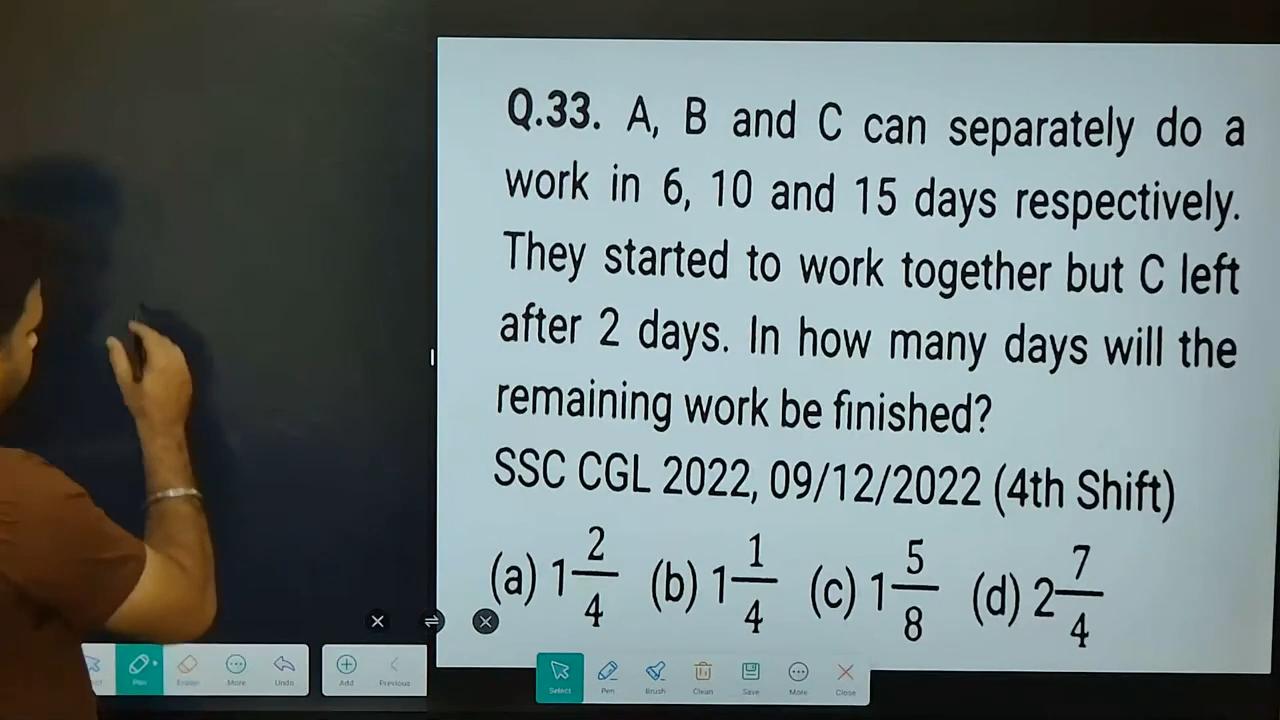 Q.33. A, B and C can separately do a
work in 6, 10 and 15 days respectively.
They started to work together but C left
after 2 days. In how many days will the
remaining work be finished?
SSC CGL 2022, 09/12/2022 (4th Shift)
(a) 1 2/4 (b) 1 1/4 (c) 1 5/8 (d) 2 7/4
Pen More Undo Add Previous
Select Pen Brush Clean Save More Close